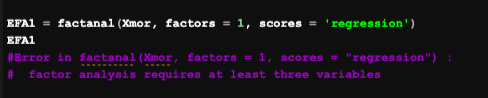 EFA1 = factanal(Xmor, factors = 1, scores = 'regression')
EFA1
#Error in factanal(Xmor, factors = 1, scores = "regression") :
#  factor analysis requires at least three variables